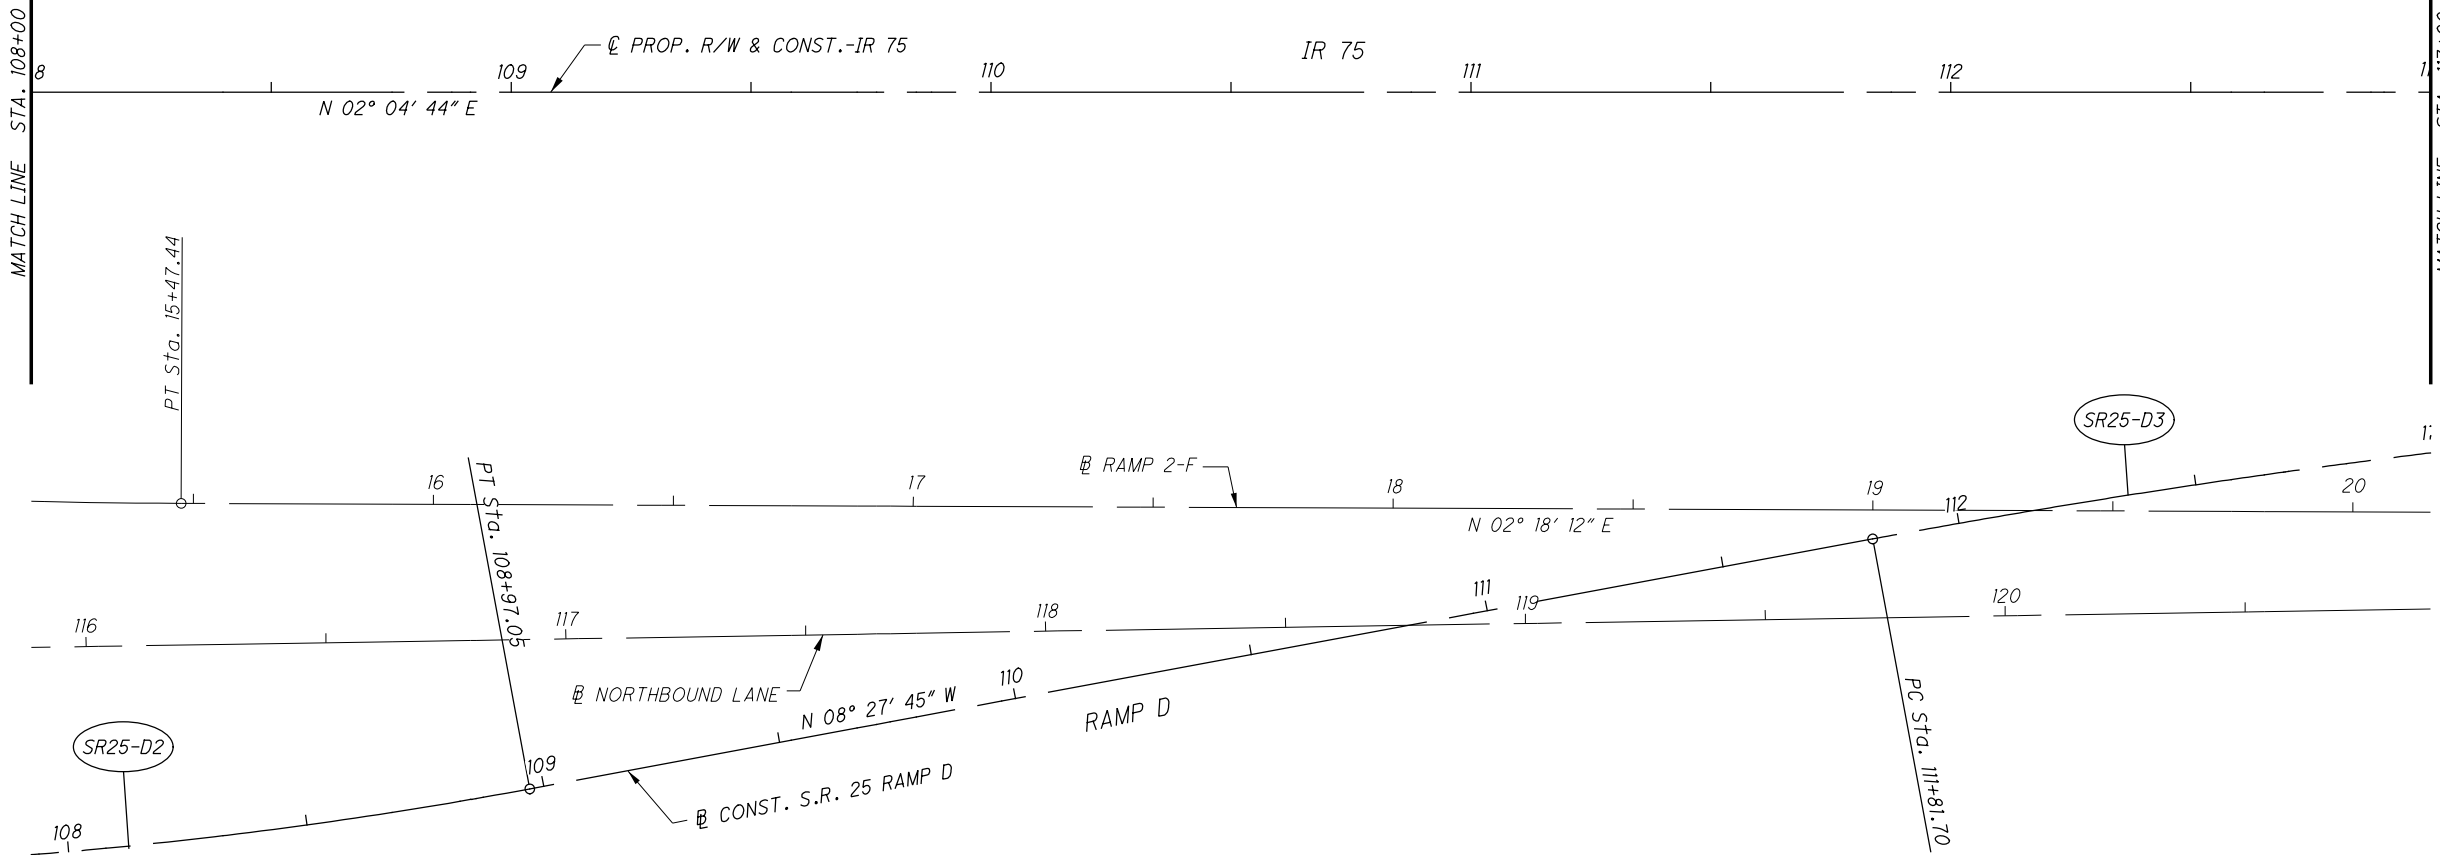 MATCH LINE STA. 108+00
8
109
110
111
112
℄ PROP. R/W & CONST.-IR 75
IR 75
N 02° 04' 44" E
PT Sta. 15+47.44
16
17
18
19
20
PT Sta. 108+97.05
℔ RAMP 2-F
N 02° 18' 12" E
SR25-D3
112
111
116
117
118
119
120
BL NORTHBOUND LANE
N 08° 27' 45" W
110
RAMP D
PC Sta. 111+81.70
SR25-D2
109
108
BL CONST. S.R. 25 RAMP D